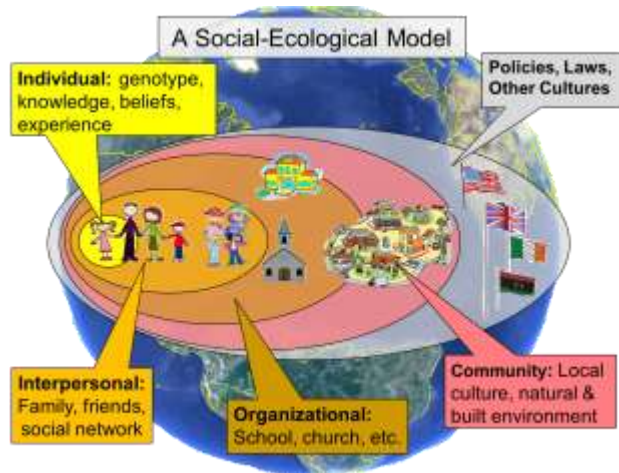 A Social-Ecological Model
Individual: genotype,
knowledge, beliefs,
experience
Policies, Laws,
Other Cultures
Interpersonal:
Family, friends,
social network
Organizational:
School, church, etc.
Community: Local
culture, natural &
built environment